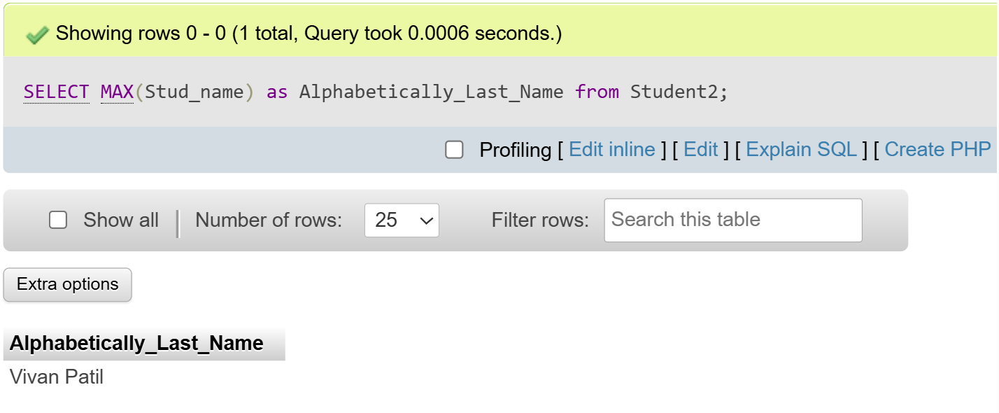 Showing rows 0 - 0 (1 total, Query took 0.0006 seconds.)
SELECT MAX(Stud_name) as Alphabetically_Last_Name from Student2;
Profiling [ Edit inline ] [ Edit ] [ Explain SQL ] [ Create PHP
Show all | Number of rows: 25 Filter rows: Search this table
Extra options
Alphabetically_Last_Name
Vivan Patil